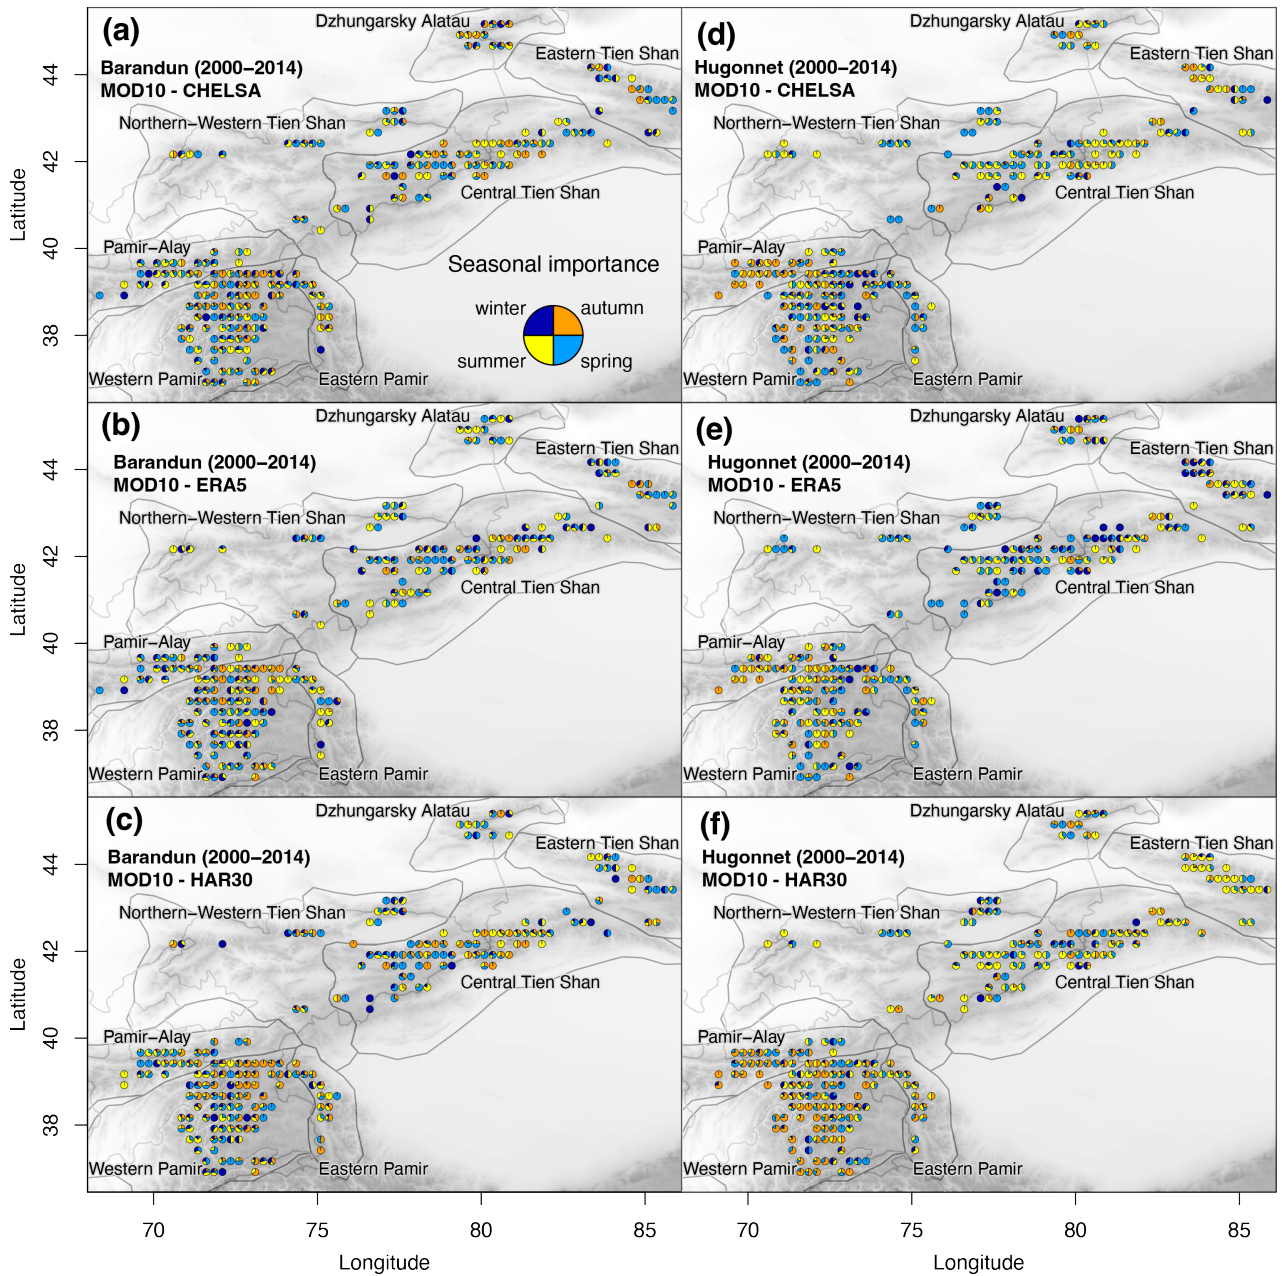 (a)
Barandun (2000–2014)
MOD10 - CHELSA
Dzhungarsky Alatau
Eastern Tien Shan
Northern–Western Tien Shan
Central Tien Shan
Pamir–Alay
Western Pamir
Eastern Pamir
Seasonal importance
winter
autumn
summer
spring
Latitude
44
42
40
38
(d)
Hugonnet (2000–2014)
MOD10 - CHELSA
Dzhungarsky Alatau
Eastern Tien Shan
Northern–Western Tien Shan
Central Tien Shan
Pamir–Alay
Western Pamir
Eastern Pamir
(b)
Barandun (2000–2014)
MOD10 - ERA5
Dzhungarsky Alatau
Eastern Tien Shan
Northern–Western Tien Shan
Central Tien Shan
Pamir–Alay
Western Pamir
Eastern Pamir
Latitude
44
42
40
38
(e)
Hugonnet (2000–2014)
MOD10 - ERA5
Dzhungarsky Alatau
Eastern Tien Shan
Northern–Western Tien Shan
Central Tien Shan
Pamir–Alay
Western Pamir
Eastern Pamir
(c)
Barandun (2000–2014)
MOD10 - HAR30
Dzhungarsky Alatau
Eastern Tien Shan
Northern–Western Tien Shan
Central Tien Shan
Pamir–Alay
Western Pamir
Eastern Pamir
Latitude
44
42
40
38
70 75 80 85
Longitude
(f)
Hugonnet (2000–2014)
MOD10 - HAR30
Dzhungarsky Alatau
Eastern Tien Shan
Northern–Western Tien Shan
Central Tien Shan
Pamir–Alay
Western Pamir
Eastern Pamir
70 75 80 85
Longitude